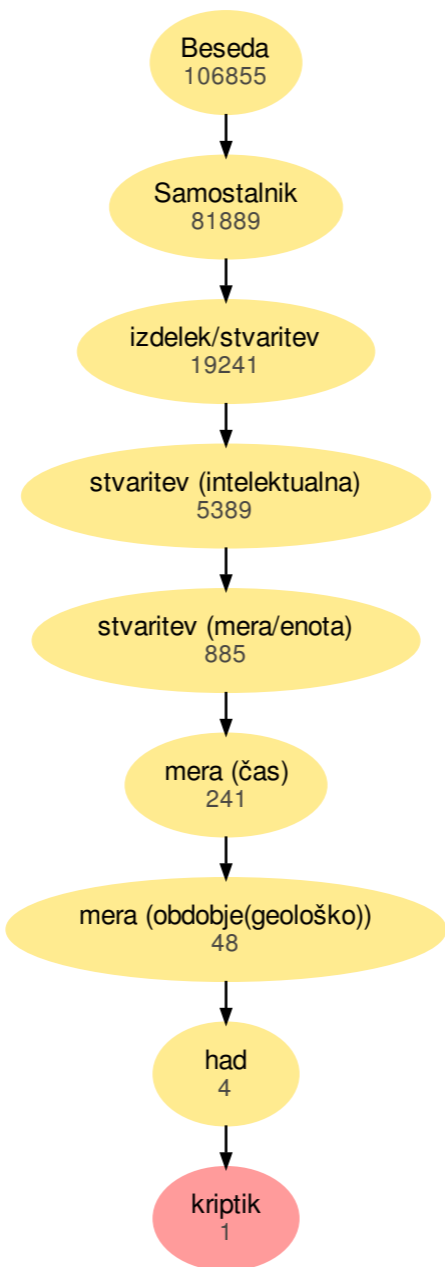 Beseda
106855
Samostalnik
81889
izdelek/stvaritev
19241
stvaritev (intelektualna)
5389
stvaritev (mera/enota)
885
mera (čas)
241
mera (obdobje(geološko))
48
had
4
kriptik
1